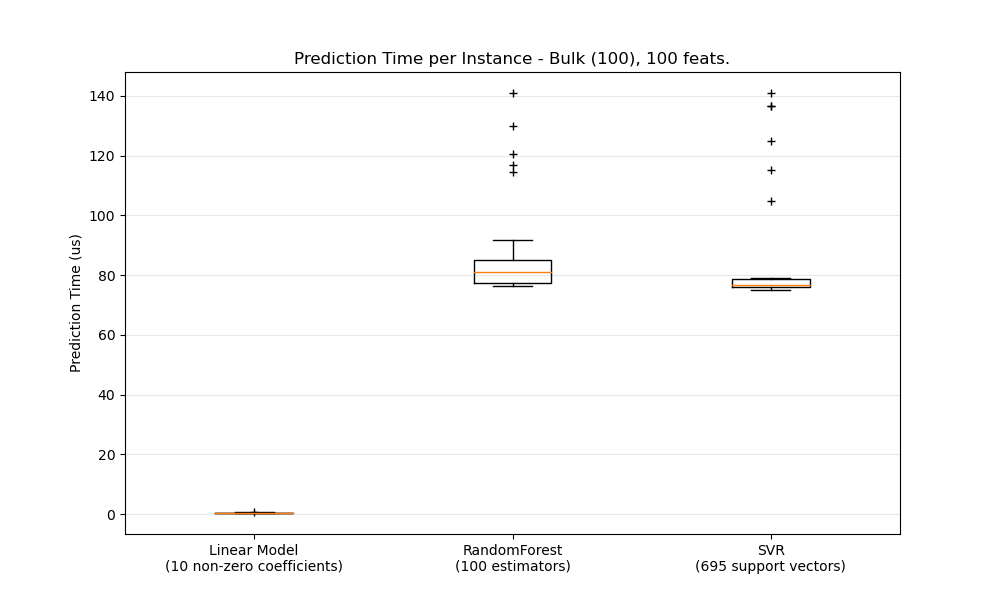 Prediction Time per Instance - Bulk (100), 100 feats.
140
120
100
80
60
40
20
0
Prediction Time (us)
Linear Model
(10 non-zero coefficients)
RandomForest
(100 estimators)
SVR
(695 support vectors)